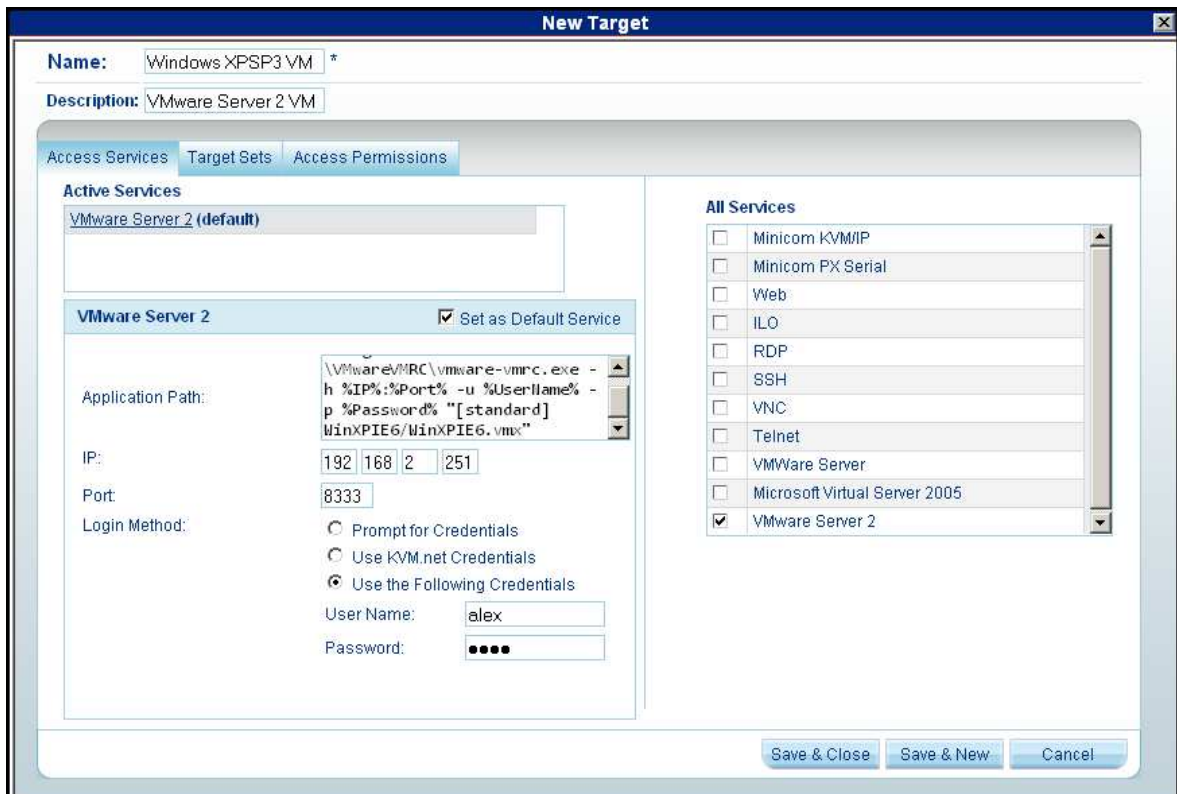 New Target
Name: Windows XPSP3 VM *
Description: VMware Server 2 VM
Access Services Target Sets Access Permissions
Active Services
VMware Server 2 (default)
VMware Server 2 Set as Default Service
Application Path:
\VMwareVMRC\vmware-vmrc.exe -
h %IP%:%Port% -u %UserName% -
p %Password% "[standard]
WinXPIE6/WinXPIE6.vmx"
IP: 192 168 2 251
Port: 8333
Login Method: Prompt for Credentials
Use KVM.net Credentials
Use the Following Credentials
User Name: alex
Password: ●●●●
All Services
Minicom KVM/IP
Minicom PX Serial
Web
ILO
RDP
SSH
VNC
Telnet
VMWare Server
Microsoft Virtual Server 2005
VMware Server 2
Save & Close Save & New Cancel